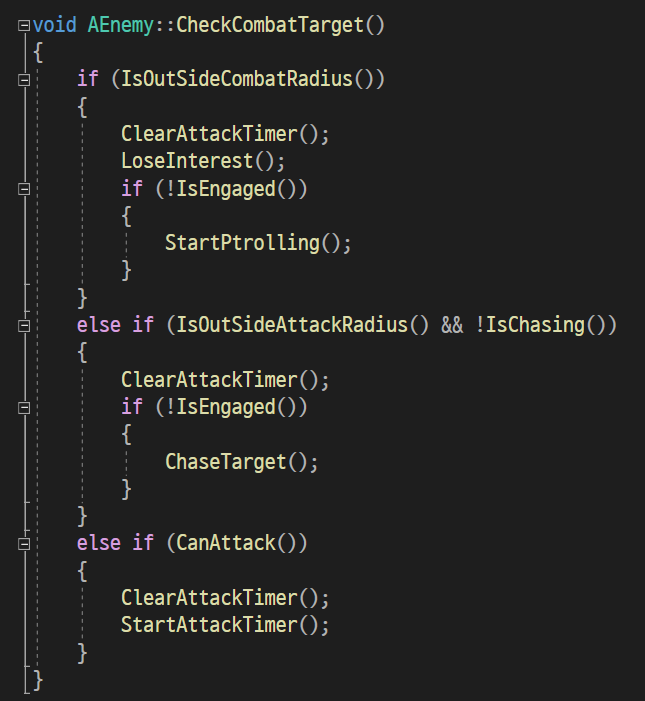 void AEnemy::CheckCombatTarget()
{
    if (IsOutSideCombatRadius())
    {
        ClearAttackTimer();
        LoseInterest();
        if (!IsEngaged())
        {
            StartPtrolling();
        }
    }
    else if (IsOutSideAttackRadius() && !IsChasing())
    {
        ClearAttackTimer();
        if (!IsEngaged())
        {
            ChaseTarget();
        }
    }
    else if (CanAttack())
    {
        ClearAttackTimer();
        StartAttackTimer();
    }
}